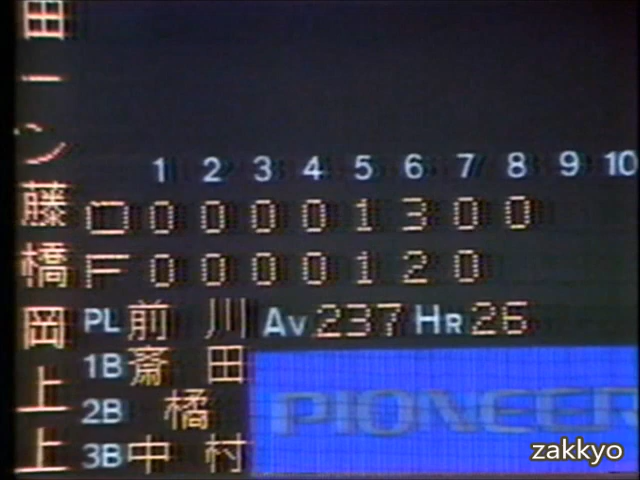 田
ー
ン
藤
橋
岡
上
上
1 2 3 4 5 6 7 8 9 10
ロ 0 0 0 0 1 3 0 0
F 0 0 0 0 1 2 0
PL 前川 Av 237 HR 26
1B 斎田
2B 橘
3B 中村
PIONEER
zakkyo